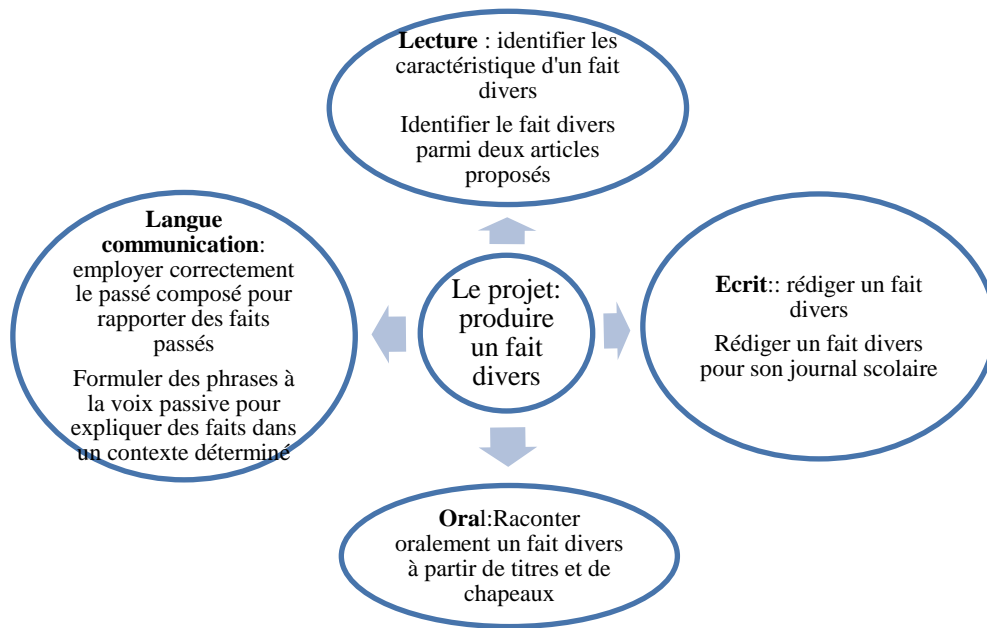 Lecture : identifier les
caractéristique d'un fait
divers
Identifier le fait divers
parmi deux articles
proposés
Langue
communication:
employer correctement
le passé composé pour
rapporter des faits
passés
Formuler des phrases à
la voix passive pour
expliquer des faits dans
un contexte déterminé
Le projet:
produire
un fait
divers
Ecrit:: rédiger un fait
divers
Rédiger un fait divers
pour son journal scolaire
Oral:Raconter
oralement un fait divers
à partir de titres et de
chapeaux